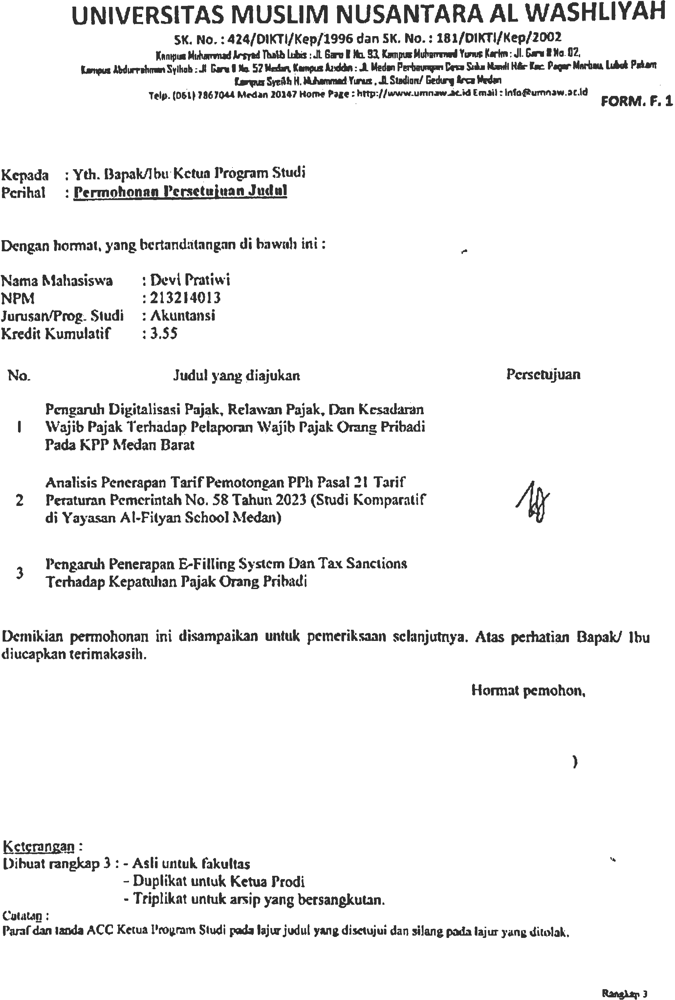 UNIVERSITAS MUSLIM NUSANTARA AL WASHLIYAH
SK. No. : 424/DIKTI/Kep/1996 dan SK. No. : 181/DIKTI/Kep/2002
Kampus Muhammad Arsyad Thalib Lubis : Jl. Garu II No. 93, Kampus Muhammad Yunus Karim : Jl. Garu II No. 02,
Kampus Abdurrahman Syihab : Jl Garu II No. 52 Medan, Kampus Azddin : Jl. Medan Perbaungan Desa Suka Mandi Kec. Pagar Merbau Lubuk Pakam
Kampus Syeikh H. Muhammad Yunus, Jl. Stadion/ Gedung Arca Medan
Telp. (061) 7867044 Medan 20147 Home Page : http://www.umnaw.ac.id Email : info@umnaw.ac.id
FORM. F. 1
Kepada : Yth. Bapak/Ibu Ketua Program Studi
Perihal : Permohonan Persetujuan Judul
Dengan hormat, yang bertandatangan di bawah ini :
Nama Mahasiswa : Devi Pratiwi
NPM : 213214013
Jurusan/Prog. Studi : Akuntansi
Kredit Kumulatif : 3.55
No. Judul yang diajukan Persetujuan
Pengaruh Digitalisasi Pajak, Relawan Pajak, Dan Kesadaran
1 Wajib Pajak Terhadap Pelaporan Wajib Pajak Orang Pribadi
Pada KPP Medan Barat
Analisis Penerapan Tarif Pemotongan PPh Pasal 21 Tarif
2 Peraturan Pemerintah No. 58 Tahun 2023 (Studi Komparatif
di Yayasan Al-Fityan School Medan)
Pengaruh Penerapan E-Filling System Dan Tax Sanctions
3 Terhadap Kepatuhan Pajak Orang Pribadi
Demikian permohonan ini disampaikan untuk pemeriksaan selanjutnya. Atas perhatian Bapak/ Ibu
diucapkan terimakasih.
Hormat pemohon,
)
Keterangan :
Dibuat rangkap 3 : - Asli untuk fakultas
- Duplikat untuk Ketua Prodi
- Triplikat untuk arsip yang bersangkutan.
Catatan :
Paraf dan tanda ACC Ketua Program Studi pada lajur judul yang disetujui dan silang pada lajur yang ditolak.
Rangkap 3